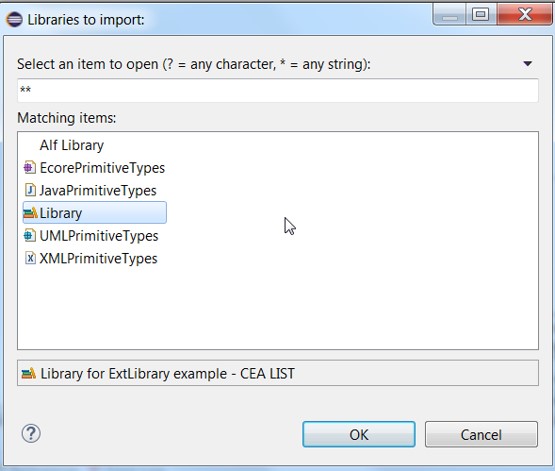 Libraries to import:
Select an item to open (? = any character, * = any string):
**
Matching items:
Alf Library
EcorePrimitiveTypes
JavaPrimitiveTypes
Library
UMLPrimitiveTypes
XMLPrimitiveTypes
Library for ExtLibrary example - CEA LIST
OK
Cancel